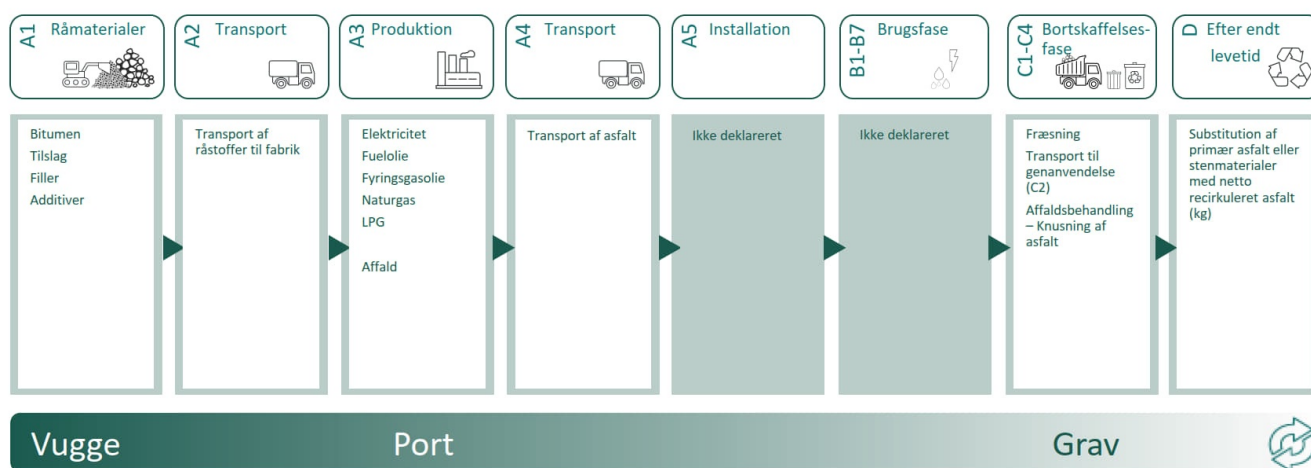 A1 Råmaterialer
A2 Transport
A3 Produktion
A4 Transport
A5 Installation
B1-B7 Brugsfase
C1-C4 Bortskaffelses-
fase
D Efter endt
levetid
Bitumen
Tilslag
Filler
Additiver
Transport af
råstoffer til fabrik
Elektricitet
Fuelolie
Fyringsgasolie
Naturgas
LPG
Affald
Transport af asfalt
Ikke deklareret
Ikke deklareret
Fræsning
Transport til
genanvendelse
(C2)
Affaldsbehandling
– Knusning af
asfalt
Substitution af
primær asfalt eller
stenmaterialer
med netto
recirkuleret asfalt
(kg)
Vugge
Port
Grav